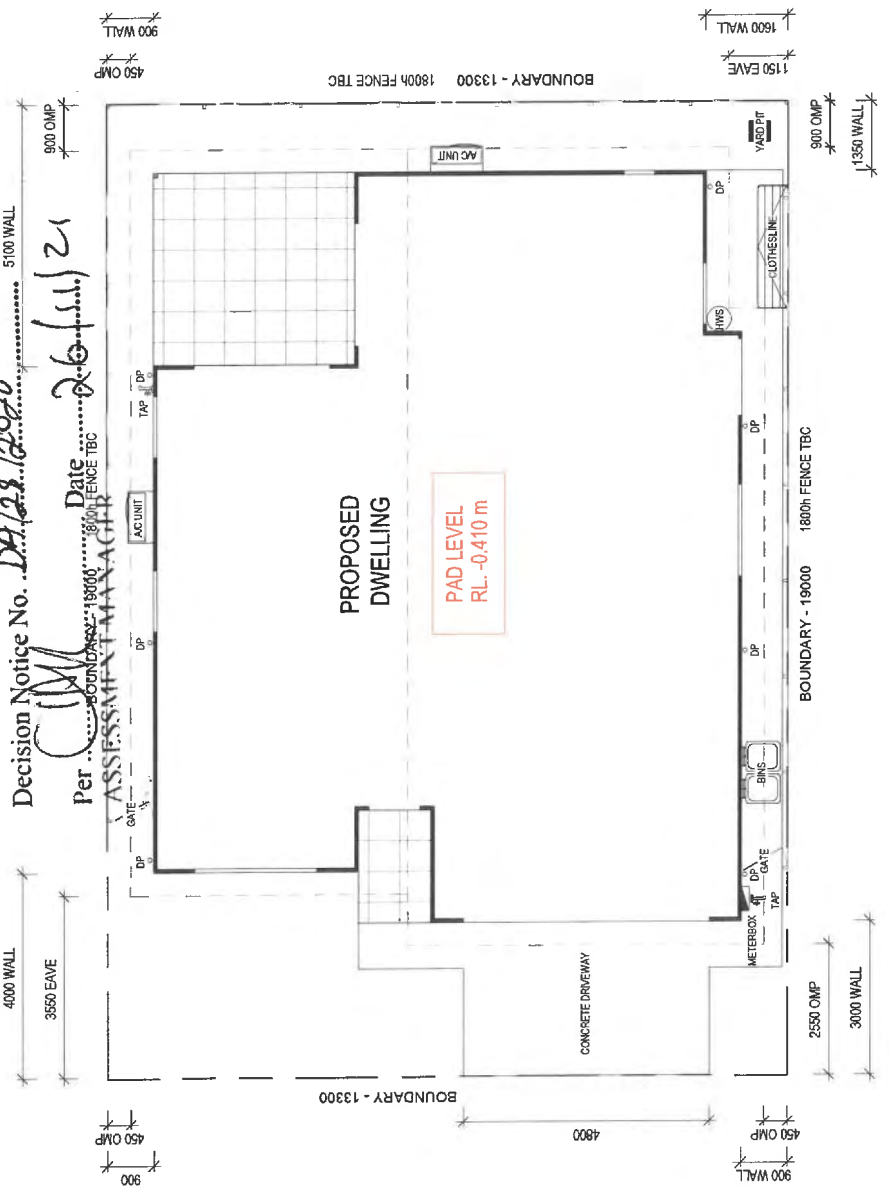 900 WALL
450 OMP
1800h FENCE TBC
BOUNDARY - 13300
1150 EAVE
1600 WALL
900 OMP
5100 WALL
Decision Notice No.
Per
Date 26/11/21
BOUNDARY - 19000
1800h FENCE TBC
ASSESSMENT MANAGER
4000 WALL
3550 EAVE
GATE
DP
DP
A/C UNIT
TAP
DP
A/C UNIT
YARD PIT
900 OMP
1350 WALL
DP
CLOTHESLINE
HWS
PROPOSED
DWELLING
PAD LEVEL
RL. -0.410 m
DP
DP
BINS
DP
GATE
TAP
METERBOX
BOUNDARY - 19000
1800h FENCE TBC
CONCRETE DRIVEWAY
2550 OMP
3000 WALL
BOUNDARY - 13300
450 OMP
900
4800
450 OMP
900 WALL